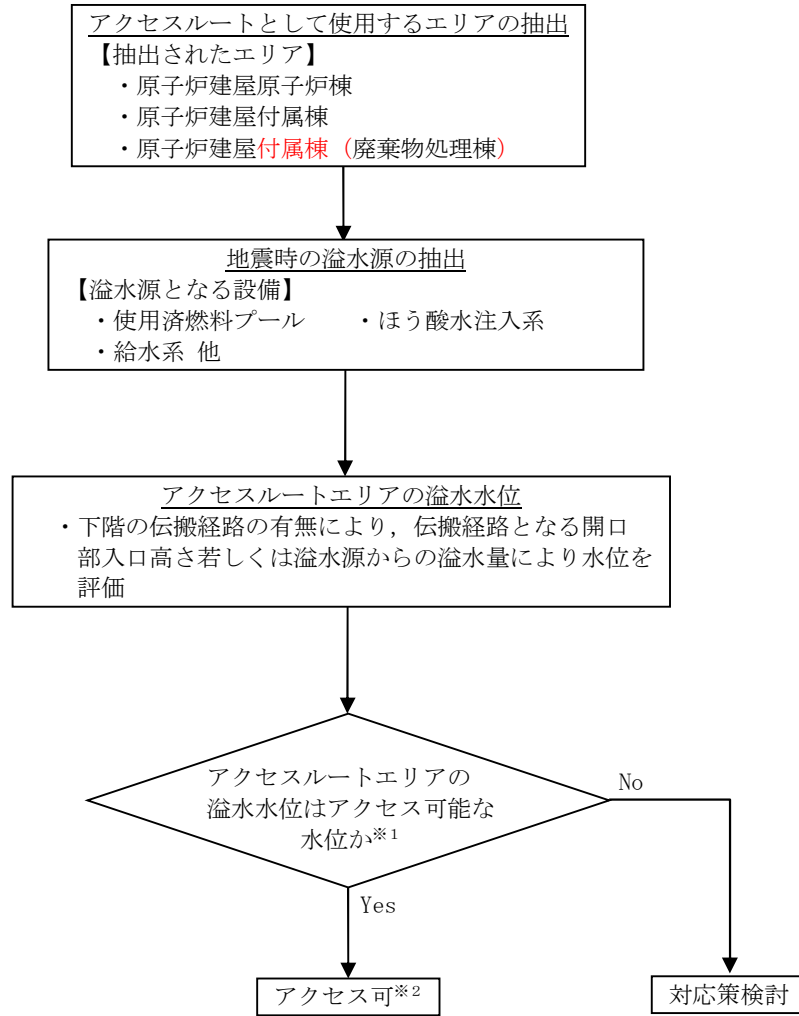 アクセスルートとして使用するエリアの抽出
【抽出されたエリア】
・原子炉建屋原子炉棟
・原子炉建屋付属棟
・原子炉建屋付属棟（廃棄物処理棟）
地震時の溢水源の抽出
【溢水源となる設備】
・使用済燃料プール　　・ほう酸水注入系
・給水系 他
アクセスルートエリアの溢水水位
・下階の伝搬経路の有無により，伝搬経路となる開口
部入口高さ若しくは溢水源からの溢水量により水位を
評価
アクセスルートエリアの
溢水水位はアクセス可能な
水位か※1
No
Yes
アクセス可※2
対応策検討